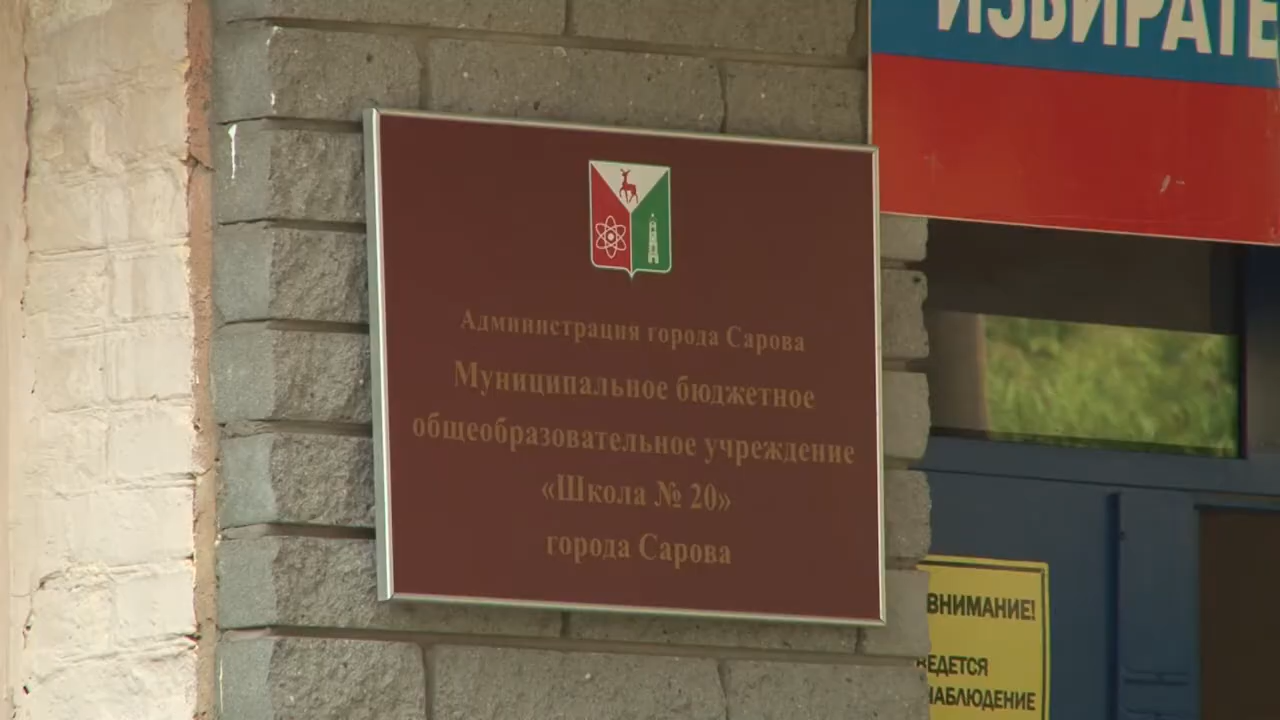 ИЗБИРАТЕ
Администрация города Сарова
Муниципальное бюджетное
общеобразовательное учреждение
«Школа № 20»
города Сарова
ВНИМАНИЕ!
ВЕДЕТСЯ
НАБЛЮДЕНИЕ